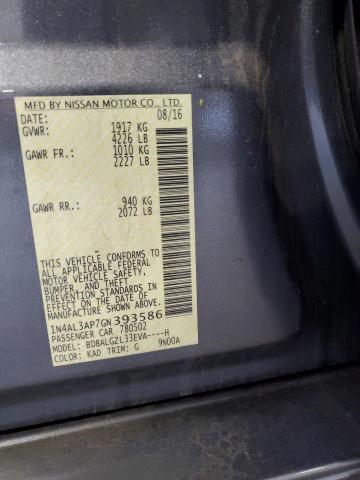 MFD BY NISSAN MOTOR CO., LTD.
DATE: 08/16
GVWR: 1917 KG
4226 LB
GAWR FR: 1010 KG
2227 LB
GAWR RR: 940 KG
2072 LB
THIS VEHICLE CONFORMS TO
ALL APPLICABLE FEDERAL
MOTOR VEHICLE SAFETY,
BUMPER, AND THEFT
PREVENTION STANDARDS IN
EFFECT ON THE DATE OF
MANUFACTURE SHOWN ABOVE.
1N4AL3AP7GN393586
PASSENGER CAR 780502
MODEL: BDBALGZL33EVA----H
COLOR: KAD TRIM: G 9N00A